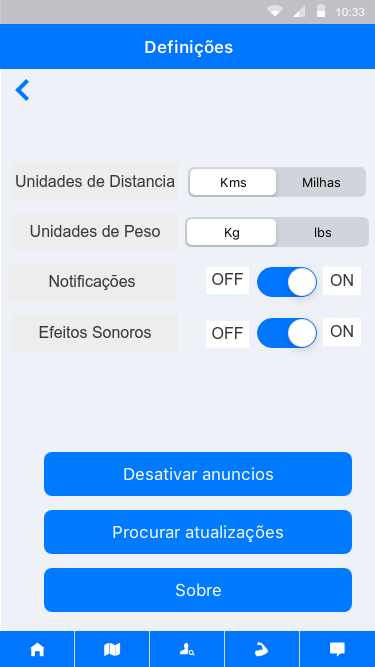 10:33
Definições
Unidades de Distancia Kms Milhas
Unidades de Peso Kg lbs
Notificações OFF ON
Efeitos Sonoros OFF ON
Desativar anuncios
Procurar atualizações
Sobre